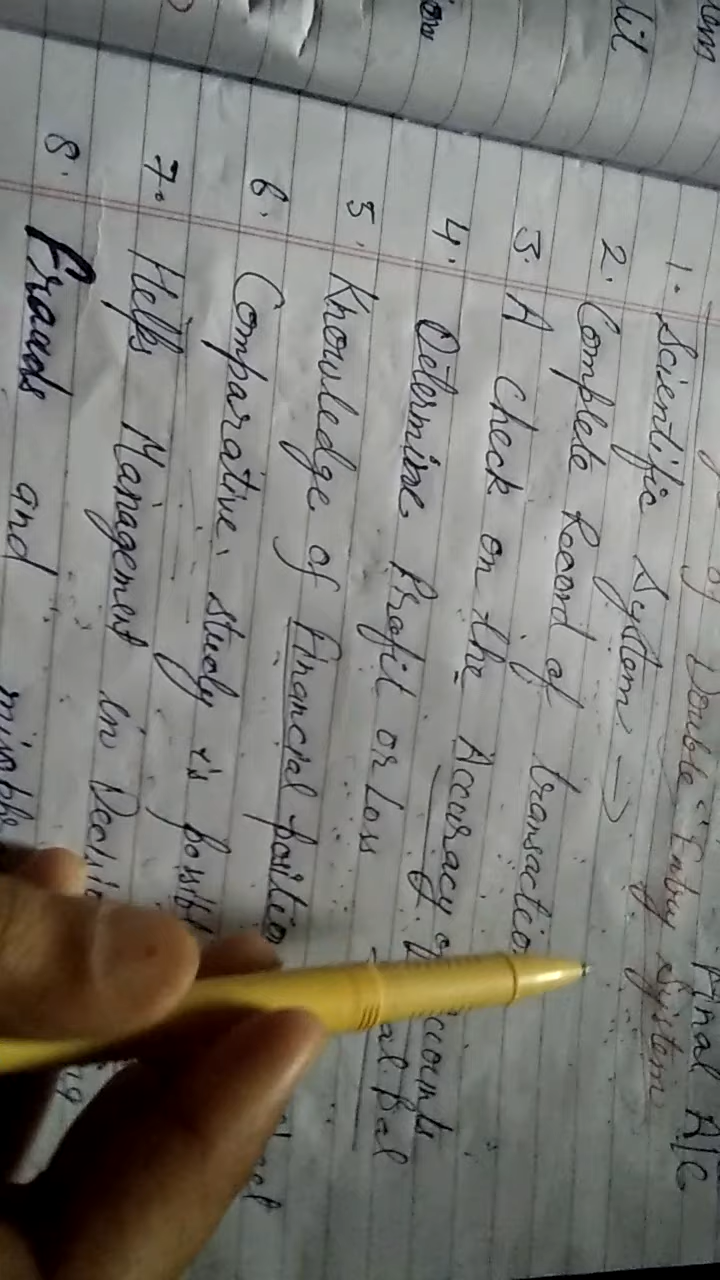 Final A/c
of Double Entry System
1. Scientific System →
2. Complete Record of transaction
3. A check on the Accuracy of Accounts
4. Determine Profit or Loss
5. Knowledge of Financial position
6. Comparative study is possible
7. Helps Management in
8. Frauds and